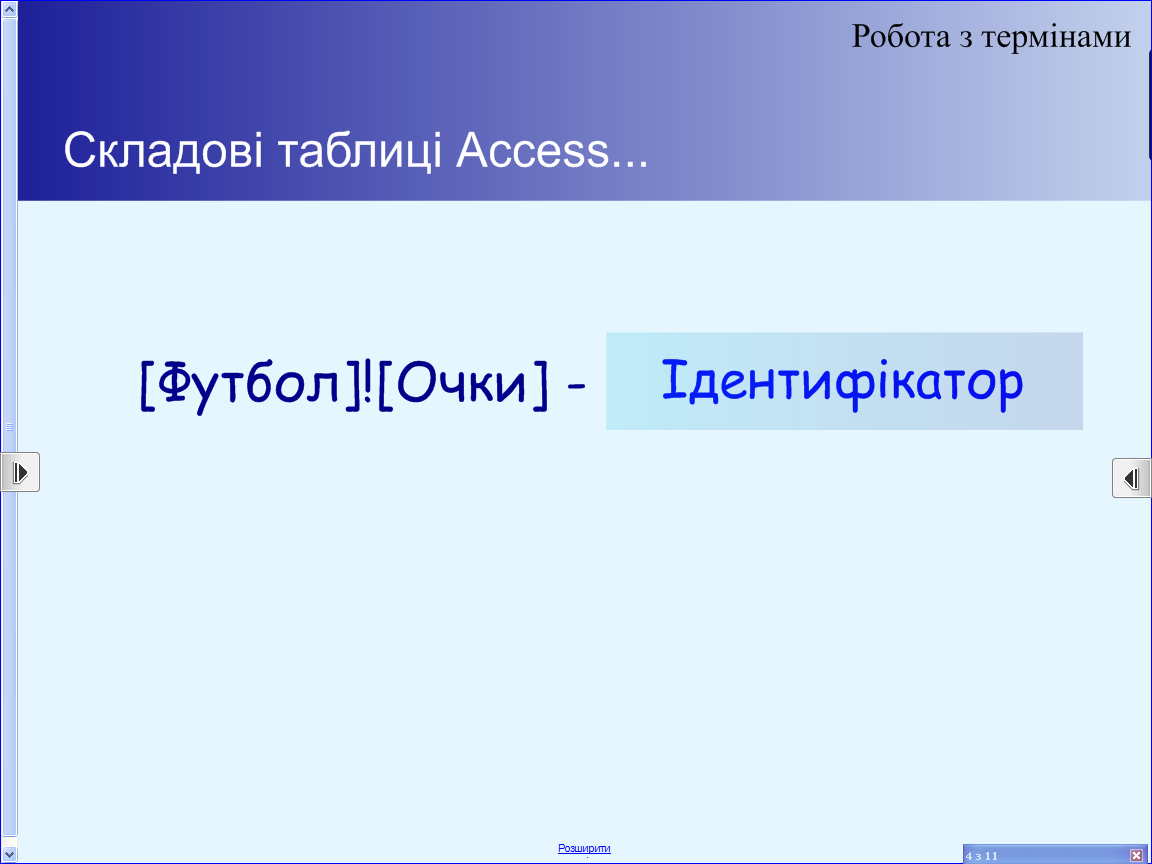 Робота з термінами
Складові таблиці Access...
[Футбол]![Очки] - Ідентифікатор
Розширити
4 з 11